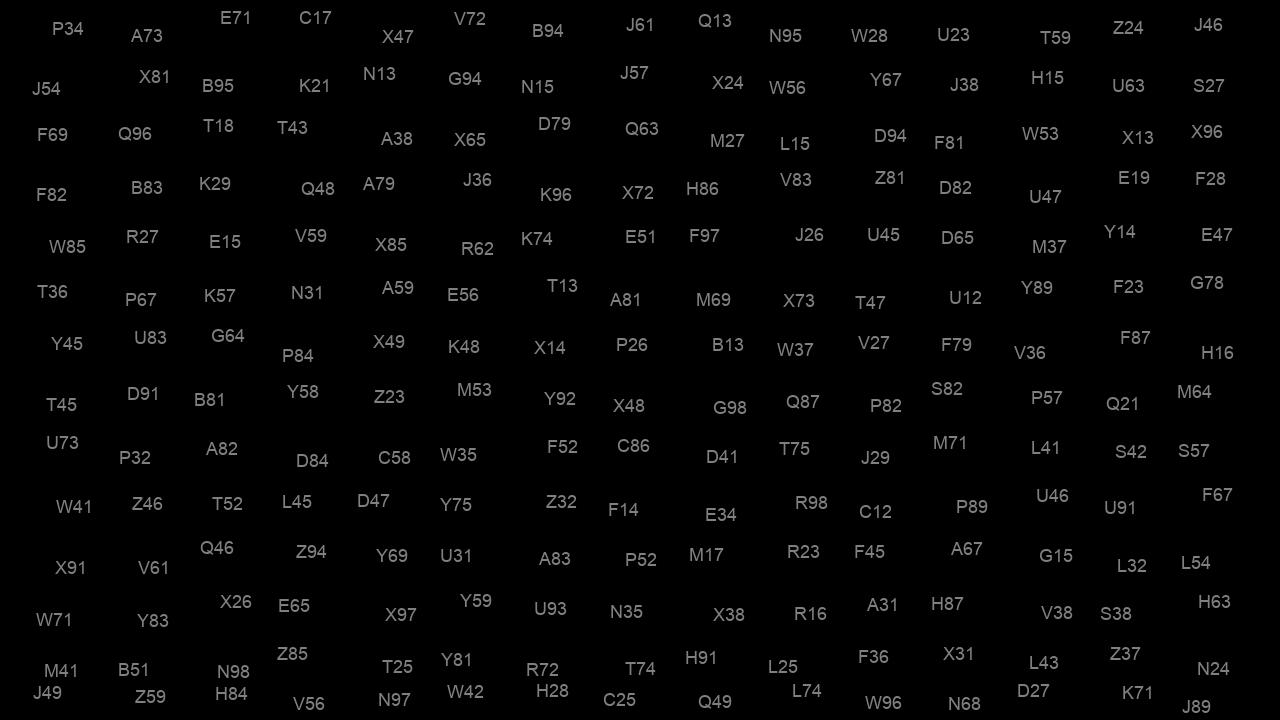 P34 A73 E71 C17 X47 V72 B94 J61 Q13 N95 W28 U23 T59 Z24 J46
J54 X81 B95 K21 N13 G94 N15 J57 X24 W56 Y67 J38 H15 U63 S27
F69 Q96 T18 T43 A38 X65 D79 Q63 M27 L15 D94 F81 W53 X13 X96
F82 B83 K29 Q48 A79 J36 K96 X72 H86 V83 Z81 D82 U47 E19 F28
W85 R27 E15 V59 X85 R62 K74 E51 F97 J26 U45 D65 M37 Y14 E47
T36 P67 K57 N31 A59 E56 T13 A81 M69 X73 T47 U12 Y89 F23 G78
Y45 U83 G64 P84 X49 K48 X14 P26 B13 W37 V27 F79 V36 F87 H16
T45 D91 B81 Y58 Z23 M53 Y92 X48 G98 Q87 P82 S82 P57 Q21 M64
U73 P32 A82 D84 C58 W35 F52 C86 D41 T75 J29 M71 L41 S42 S57
W41 Z46 T52 L45 D47 Y75 Z32 F14 E34 R98 C12 P89 U46 U91 F67
X91 V61 Q46 Z94 Y69 U31 A83 P52 M17 R23 F45 A67 G15 L32 L54
W71 Y83 X26 E65 X97 Y59 U93 N35 X38 R16 A31 H87 V38 S38 H63
M41 B51 N98 Z85 T25 Y81 R72 T74 H91 L25 F36 X31 L43 Z37 N24
J49 Z59 H84 V56 N97 W42 H28 C25 Q49 L74 W96 N68 D27 K71 J89